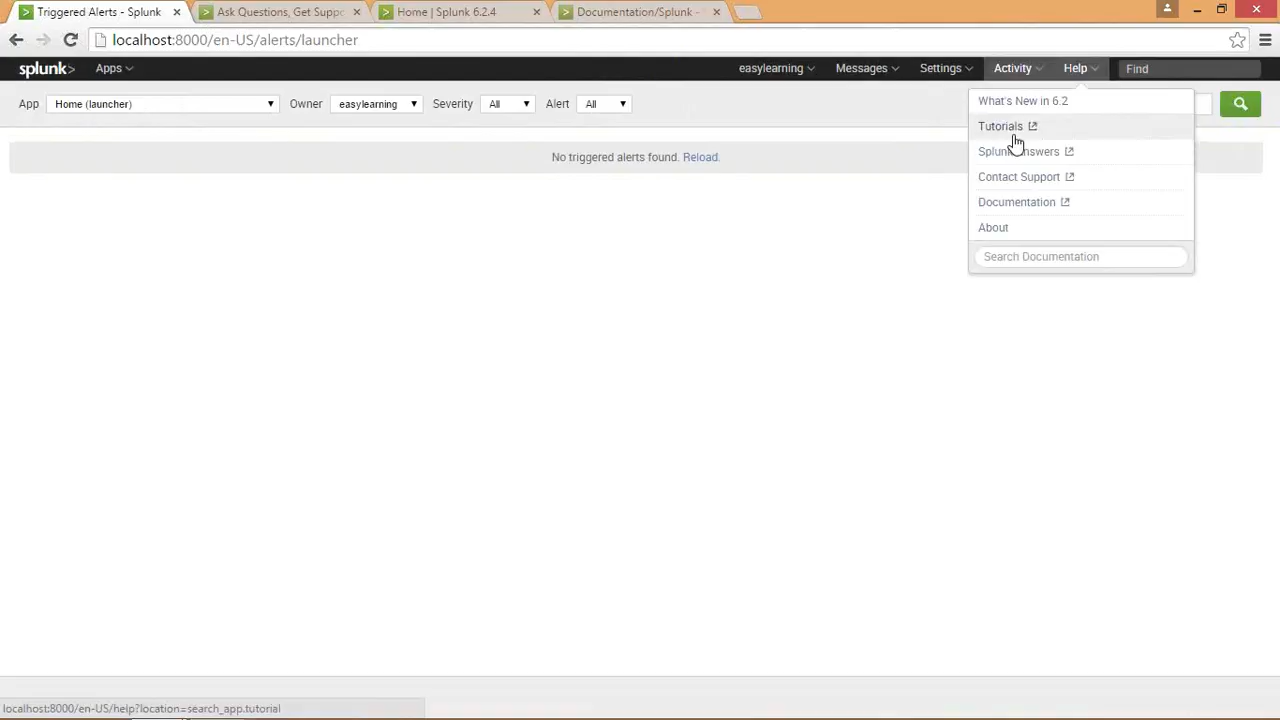 Triggered Alerts - Splunk
Ask Questions, Get Suppo
Home | Splunk 6.2.4
Documentation/Splunk -
localhost:8000/en-US/alerts/launcher
splunk> Apps easylearning Messages Settings Activity Help Find
App Home (launcher) Owner easylearning Severity All Alert All
What's New in 6.2
Tutorials
Splunk Answers
Contact Support
Documentation
About
Search Documentation
No triggered alerts found. Reload.
localhost:8000/en-US/help?location=search_app.tutorial